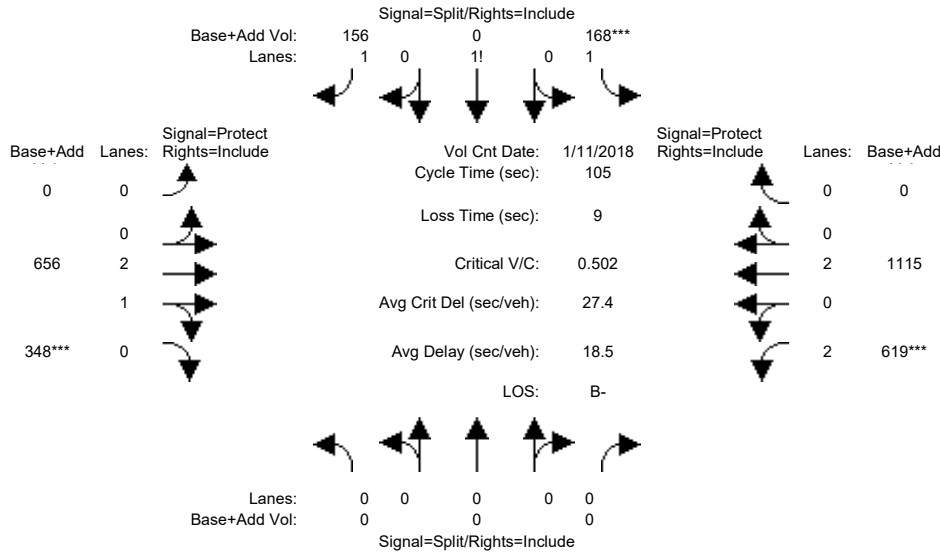 Signal=Split/Rights=Include
Base+Add Vol: 156 0 168***
Lanes: 1 0 1! 0 1
Signal=Protect Signal=Protect
Base+Add Lanes: Rights=Include Vol Cnt Date: 1/11/2018 Rights=Include Lanes: Base+Add
Cycle Time (sec): 105
0 0 0 0
Loss Time (sec): 9
0 0
656 2 Critical V/C: 0.502 2 1115
1 Avg Crit Del (sec/veh): 27.4 0
348*** 0 Avg Delay (sec/veh): 18.5 2 619***
LOS: B-
Lanes: 0 0 0 0 0
Base+Add Vol: 0 0 0
Signal=Split/Rights=Include